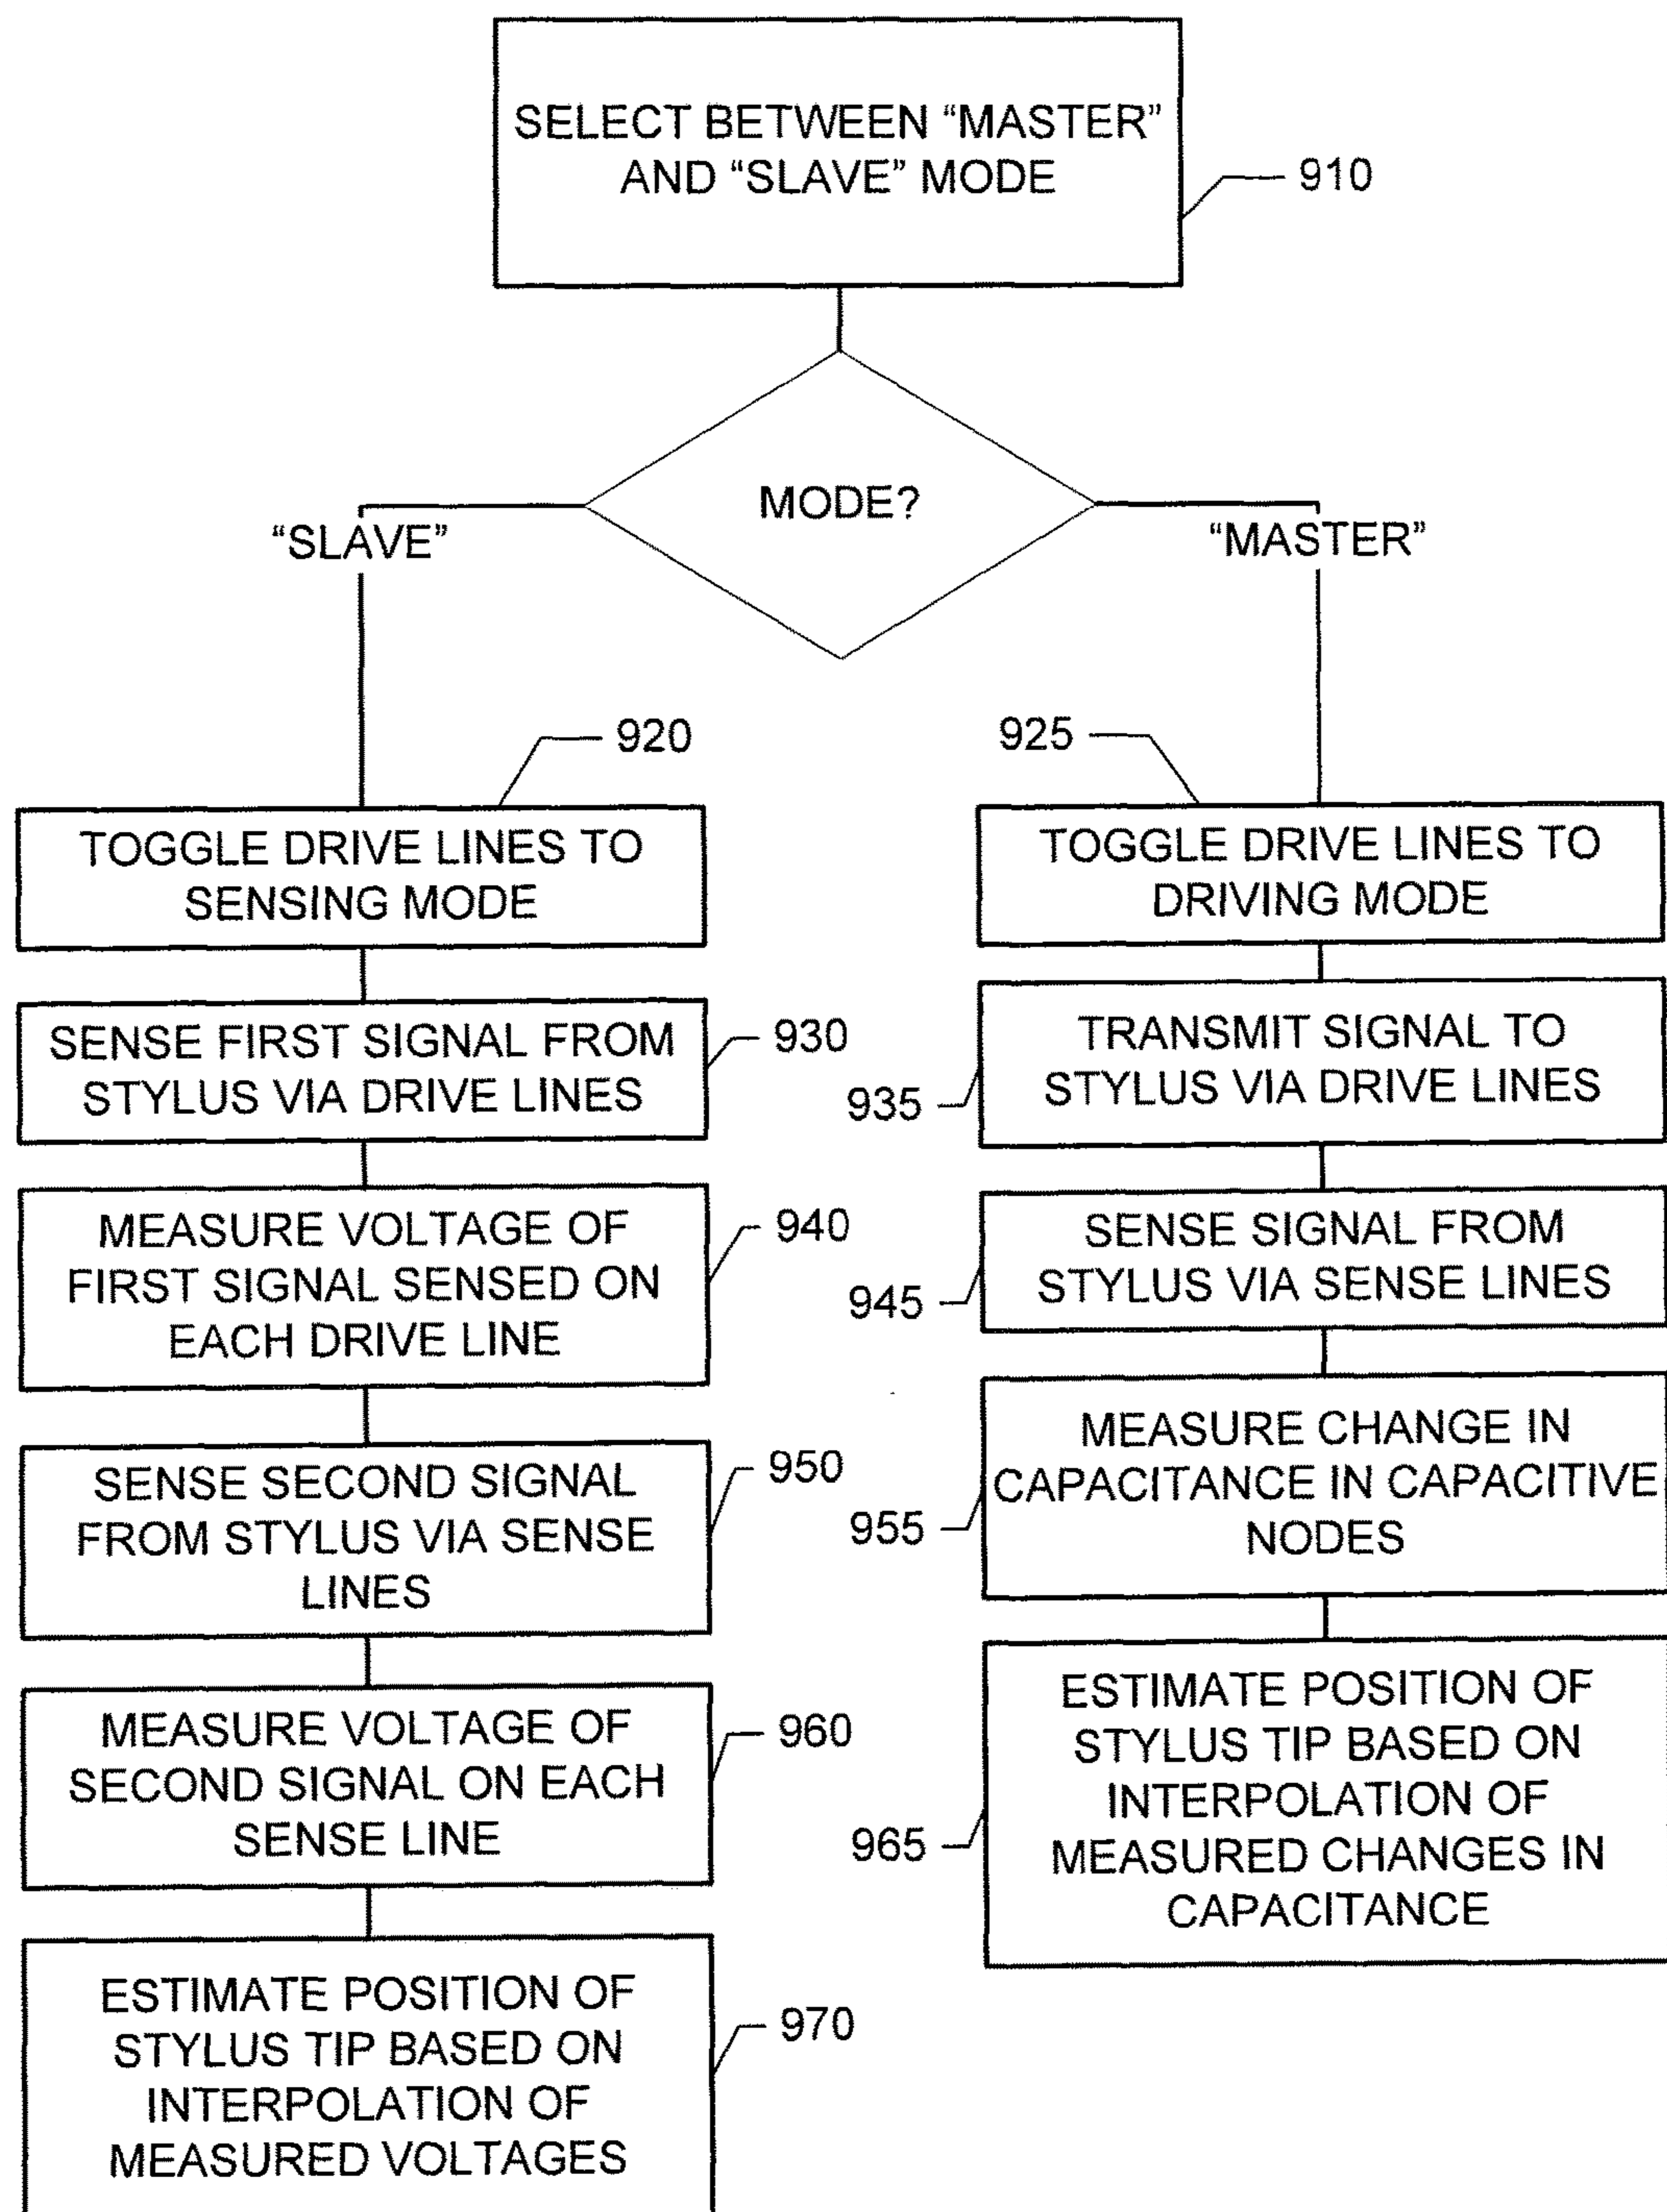 SELECT BETWEEN “MASTER”
AND “SLAVE” MODE
910
MODE?
“SLAVE”
“MASTER”
920
TOGGLE DRIVE LINES TO
SENSING MODE
SENSE FIRST SIGNAL FROM
STYLUS VIA DRIVE LINES
930
MEASURE VOLTAGE OF
FIRST SIGNAL SENSED ON
EACH DRIVE LINE
940
SENSE SECOND SIGNAL
FROM STYLUS VIA SENSE
LINES
950
MEASURE VOLTAGE OF
SECOND SIGNAL ON EACH
SENSE LINE
960
ESTIMATE POSITION OF
STYLUS TIP BASED ON
INTERPOLATION OF
MEASURED VOLTAGES
970
925
TOGGLE DRIVE LINES TO
DRIVING MODE
TRANSMIT SIGNAL TO
STYLUS VIA DRIVE LINES
935
SENSE SIGNAL FROM
STYLUS VIA SENSE LINES
945
MEASURE CHANGE IN
CAPACITANCE IN CAPACITIVE
NODES
955
ESTIMATE POSITION OF
STYLUS TIP BASED ON
INTERPOLATION OF
MEASURED CHANGES IN
CAPACITANCE
965